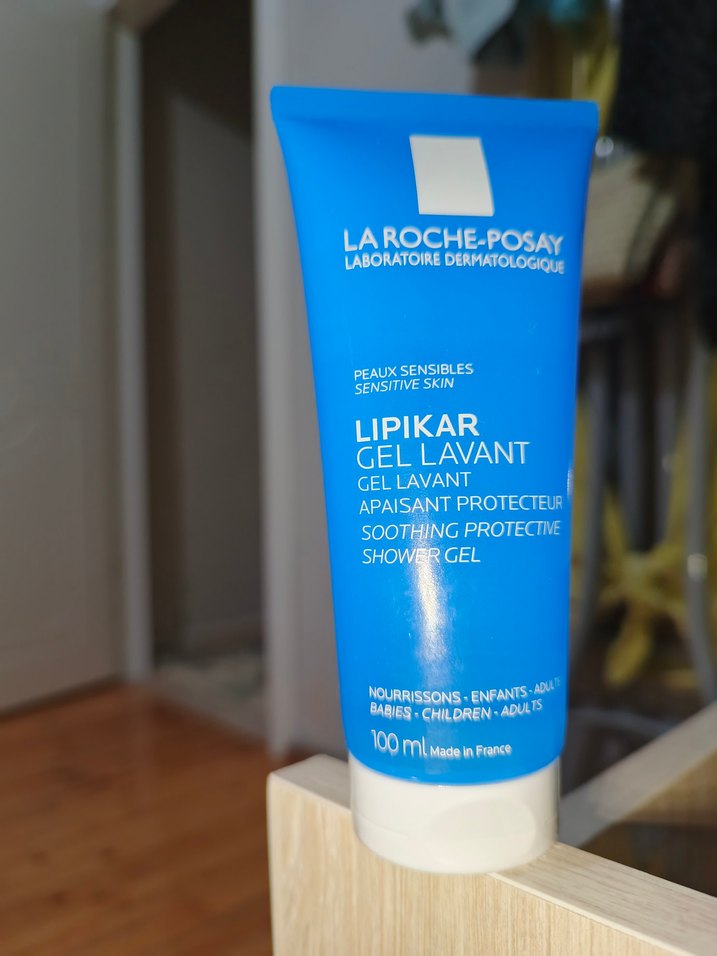 LA ROCHE-POSAY
LABORATOIRE DERMATOLOGIQUE
PEAUX SENSIBLES
SENSITIVE SKIN
LIPIKAR
GEL LAVANT
GEL LAVANT
APAISANT PROTECTEUR
SOOTHING PROTECTIVE
SHOWER GEL
NOURRISSONS - ENFANTS - ADULTES
BABIES - CHILDREN - ADULTS
100 ml Made in France